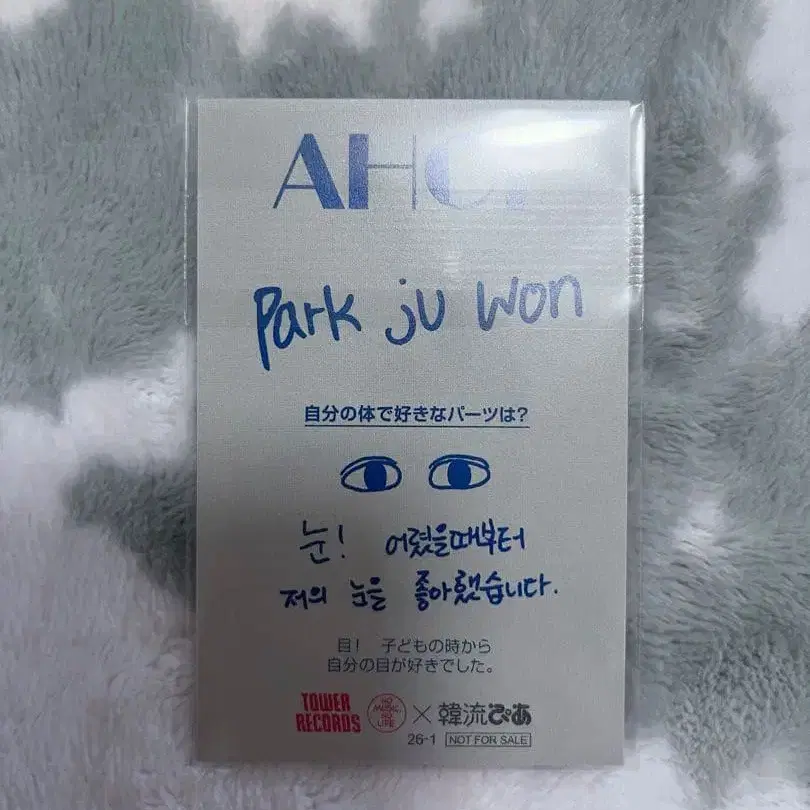 AHOF
Park ju won
自分の体で好きなパーツは?
눈! 어렸을때부터
저의 눈을 좋아했습니다.
目! 子どもの時から
自分の目が好きでした。
TOWER RECORDS NO MUSIC, NO LIFE × 韓流ぴあ
26-1 NOT FOR SALE